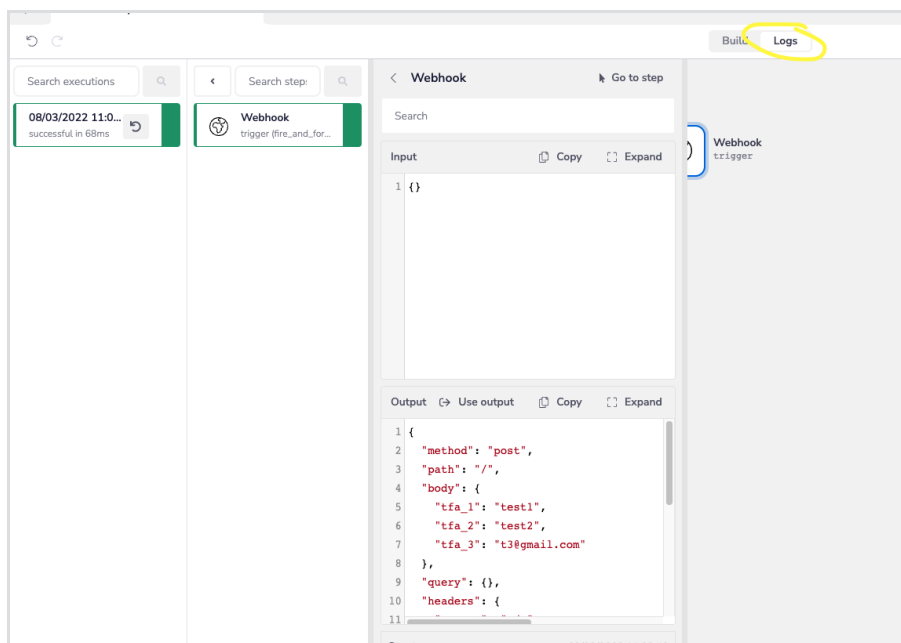 Build Logs
Search executions
Search step:
Webhook
Go to step
08/03/2022 11:0...
successful in 68ms
Webhook
trigger (fire_and_for...
Search
Webhook
trigger
Input Copy Expand
1 {}
Output Use output Copy Expand
1 {
2 "method": "post",
3 "path": "/",
4 "body": {
5 "tfa_1": "test1",
6 "tfa_2": "test2",
7 "tfa_3": "t3@gmail.com"
8 },
9 "query": {},
10 "headers": {
11